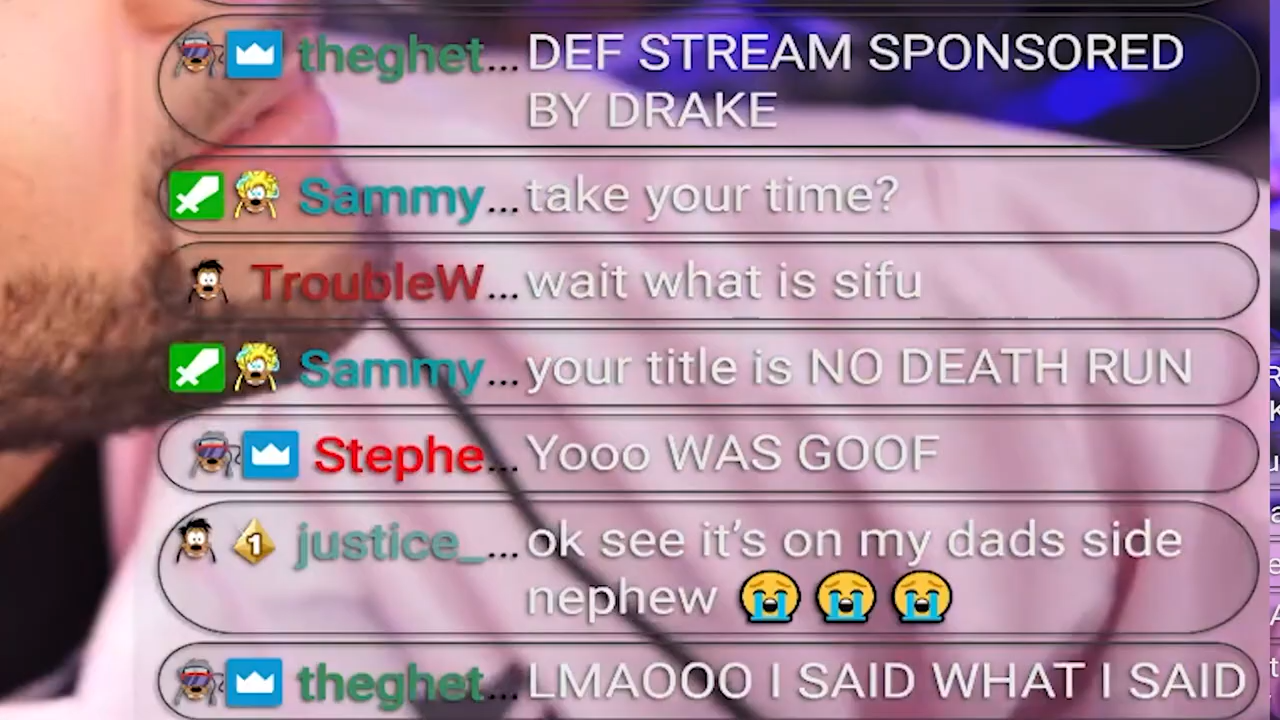 theghet... DEF STREAM SPONSORED
BY DRAKE
Sammy... take your time?
TroubleW... wait what is sifu
Sammy... your title is NO DEATH RUN
Stephe... Yooo WAS GOOF
1 justice_... ok see it’s on my dads side
nephew 😭 😭 😭
theghet... LMAOOO I SAID WHAT I SAID